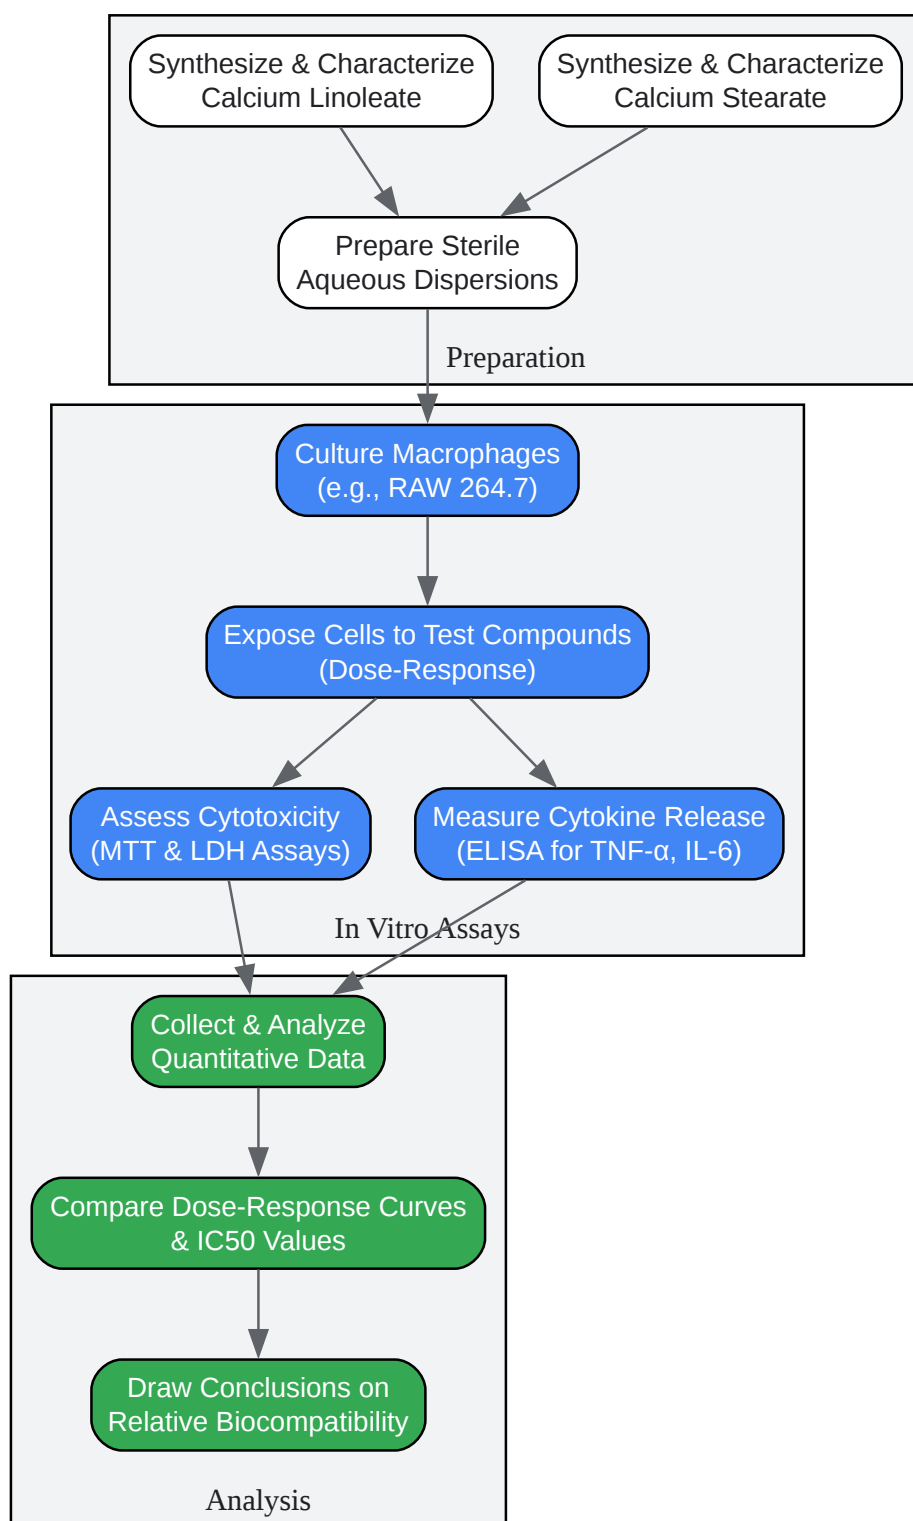 Synthesize & Characterize
Calcium Linoleate
Synthesize & Characterize
Calcium Stearate
Prepare Sterile
Aqueous Dispersions
Preparation
Culture Macrophages
(e.g., RAW 264.7)
Expose Cells to Test Compounds
(Dose-Response)
Assess Cytotoxicity
(MTT & LDH Assays)
Measure Cytokine Release
(ELISA for TNF-α, IL-6)
In Vitro Assays
Collect & Analyze
Quantitative Data
Compare Dose-Response Curves
& IC50 Values
Draw Conclusions on
Relative Biocompatibility
Analysis